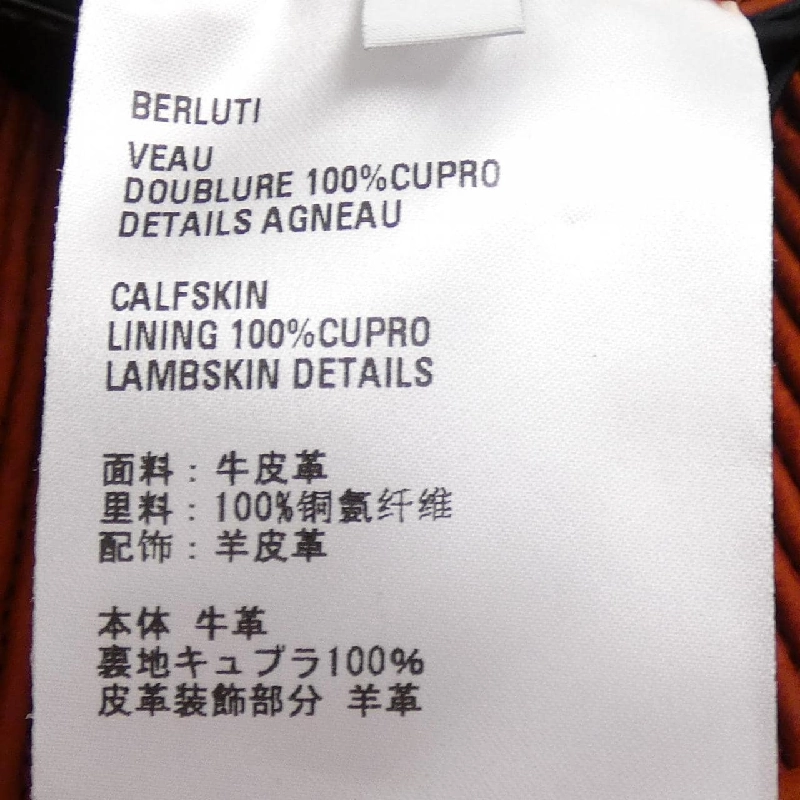 BERLUTI
VEAU
DOUBLURE 100%CUPRO
DETAILS AGNEAU
CALFSKIN
LINING 100%CUPRO
LAMBSKIN DETAILS
面料：牛皮革
里料：100%铜氨纤维
配饰：羊皮革
本体 牛革
裏地キュプラ100%
皮革装飾部分 羊革